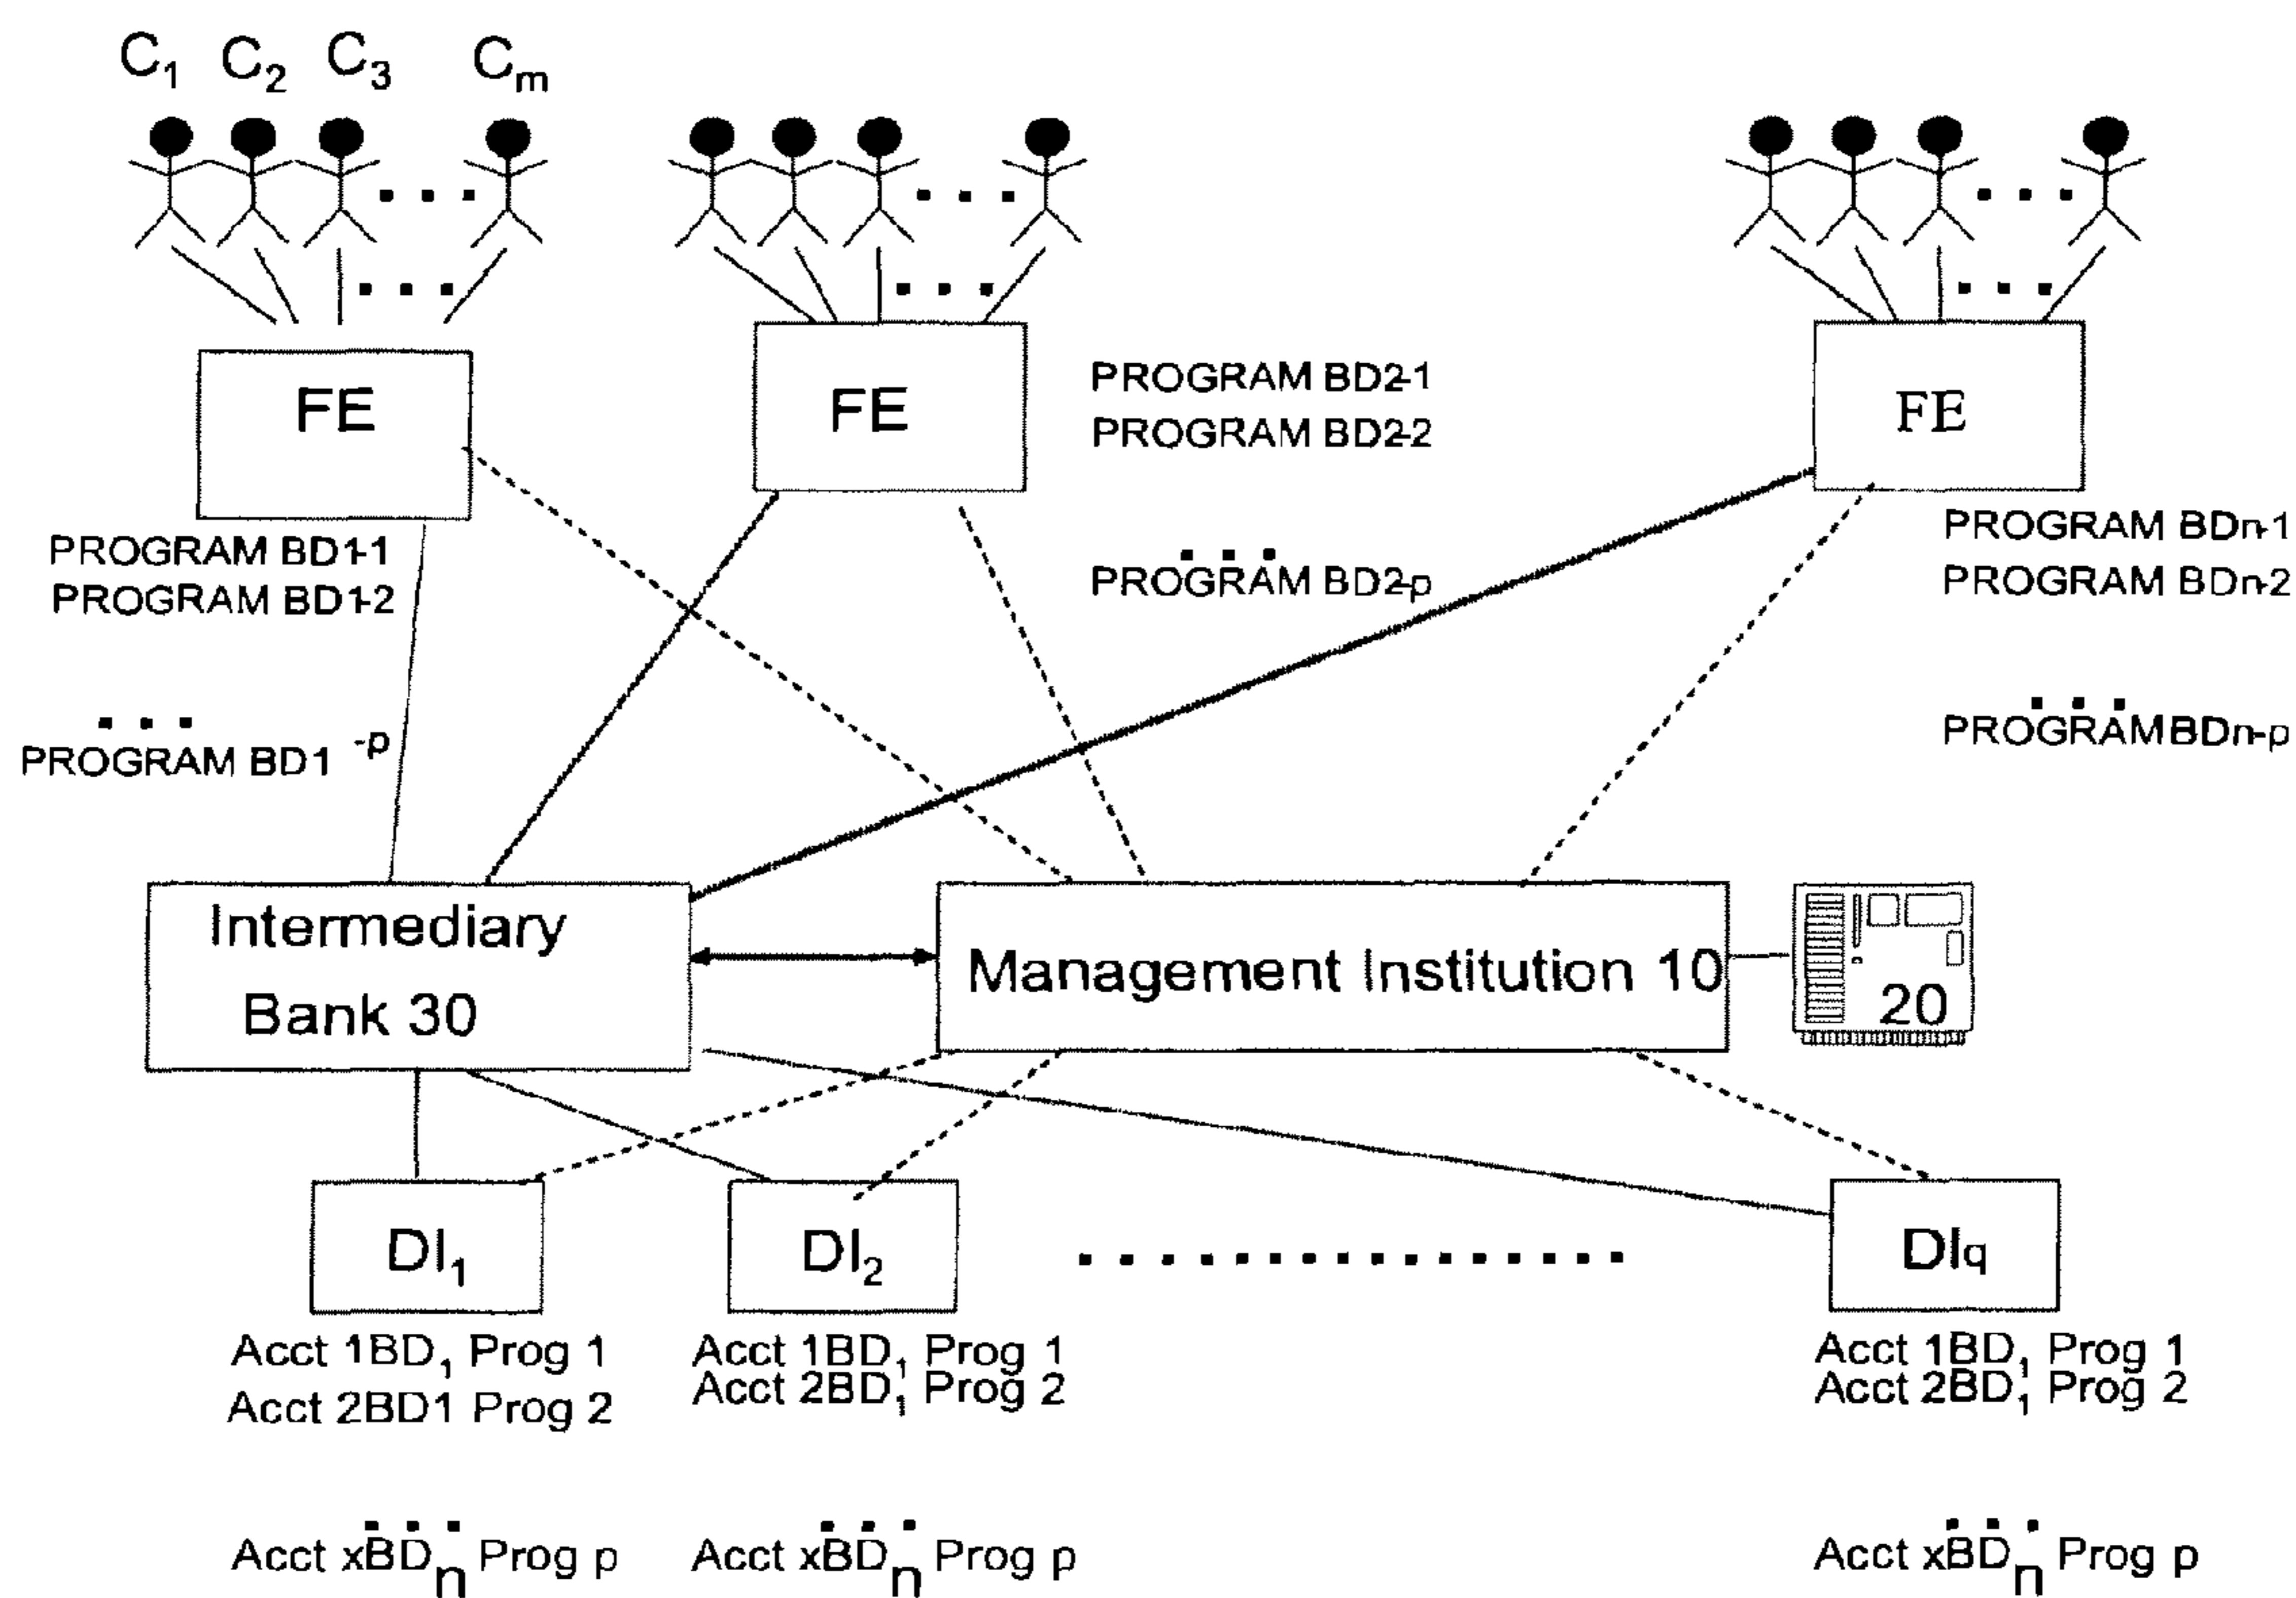 C₁ C₂ C₃ Cₘ
FE
FE
FE
PROGRAM BD1-1
PROGRAM BD1-2
PROGRAM BD1-p
PROGRAM BD2-1
PROGRAM BD2-2
PROGRAM BD2-p
PROGRAM BDn-1
PROGRAM BDn-2
PROGRAM BDn-p
Intermediary
Bank 30
Management Institution 10
20
DI₁
DI₂
DIq
Acct 1BD₁ Prog 1
Acct 2BD1 Prog 2
Acct xBDₙ Prog p
Acct 1BD₁ Prog 1
Acct 2BD₁ Prog 2
Acct xBDₙ Prog p
Acct 1BD₁ Prog 1
Acct 2BD₁ Prog 2
Acct xBDₙ Prog p